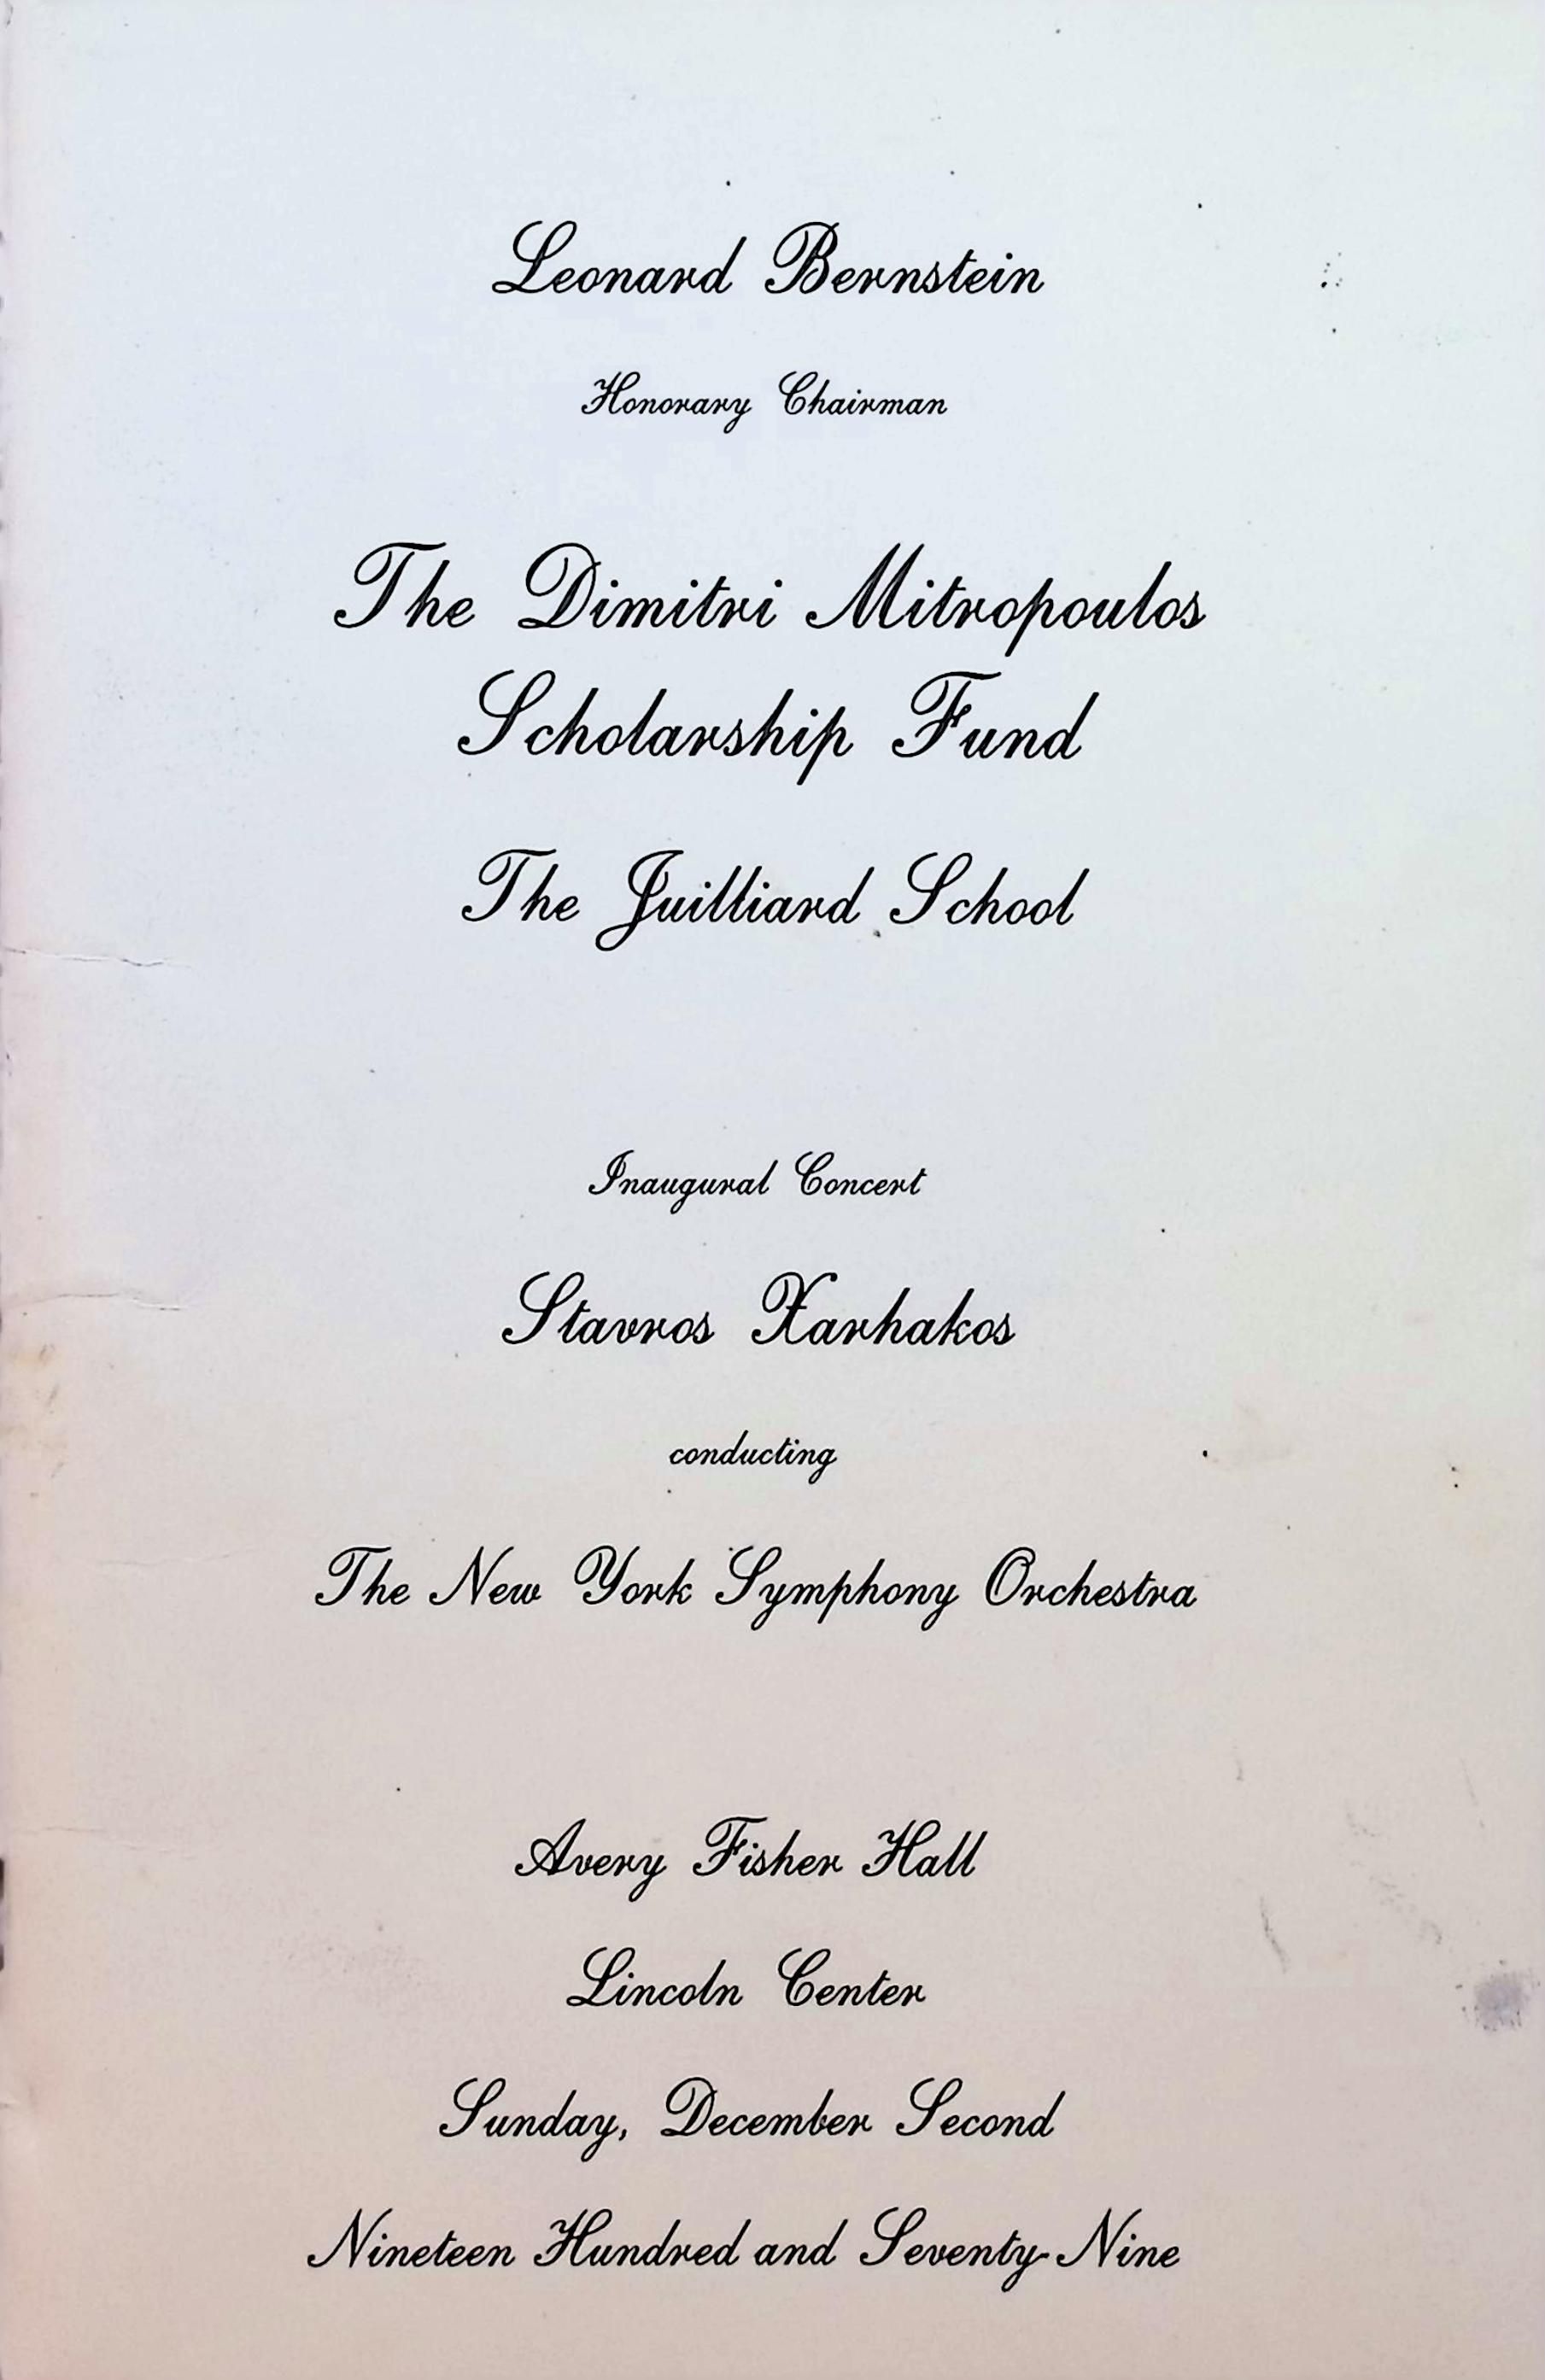 Leonard Bernstein
Honorary Chairman
The Dimitri Mitropoulos
Scholarship Fund
The Juilliard School
Inaugural Concert
Stavros Xarhakos
conducting
The New York Symphony Orchestra
Avery Fisher Hall
Lincoln Center
Sunday, December Second
Nineteen Hundred and Seventy-Nine